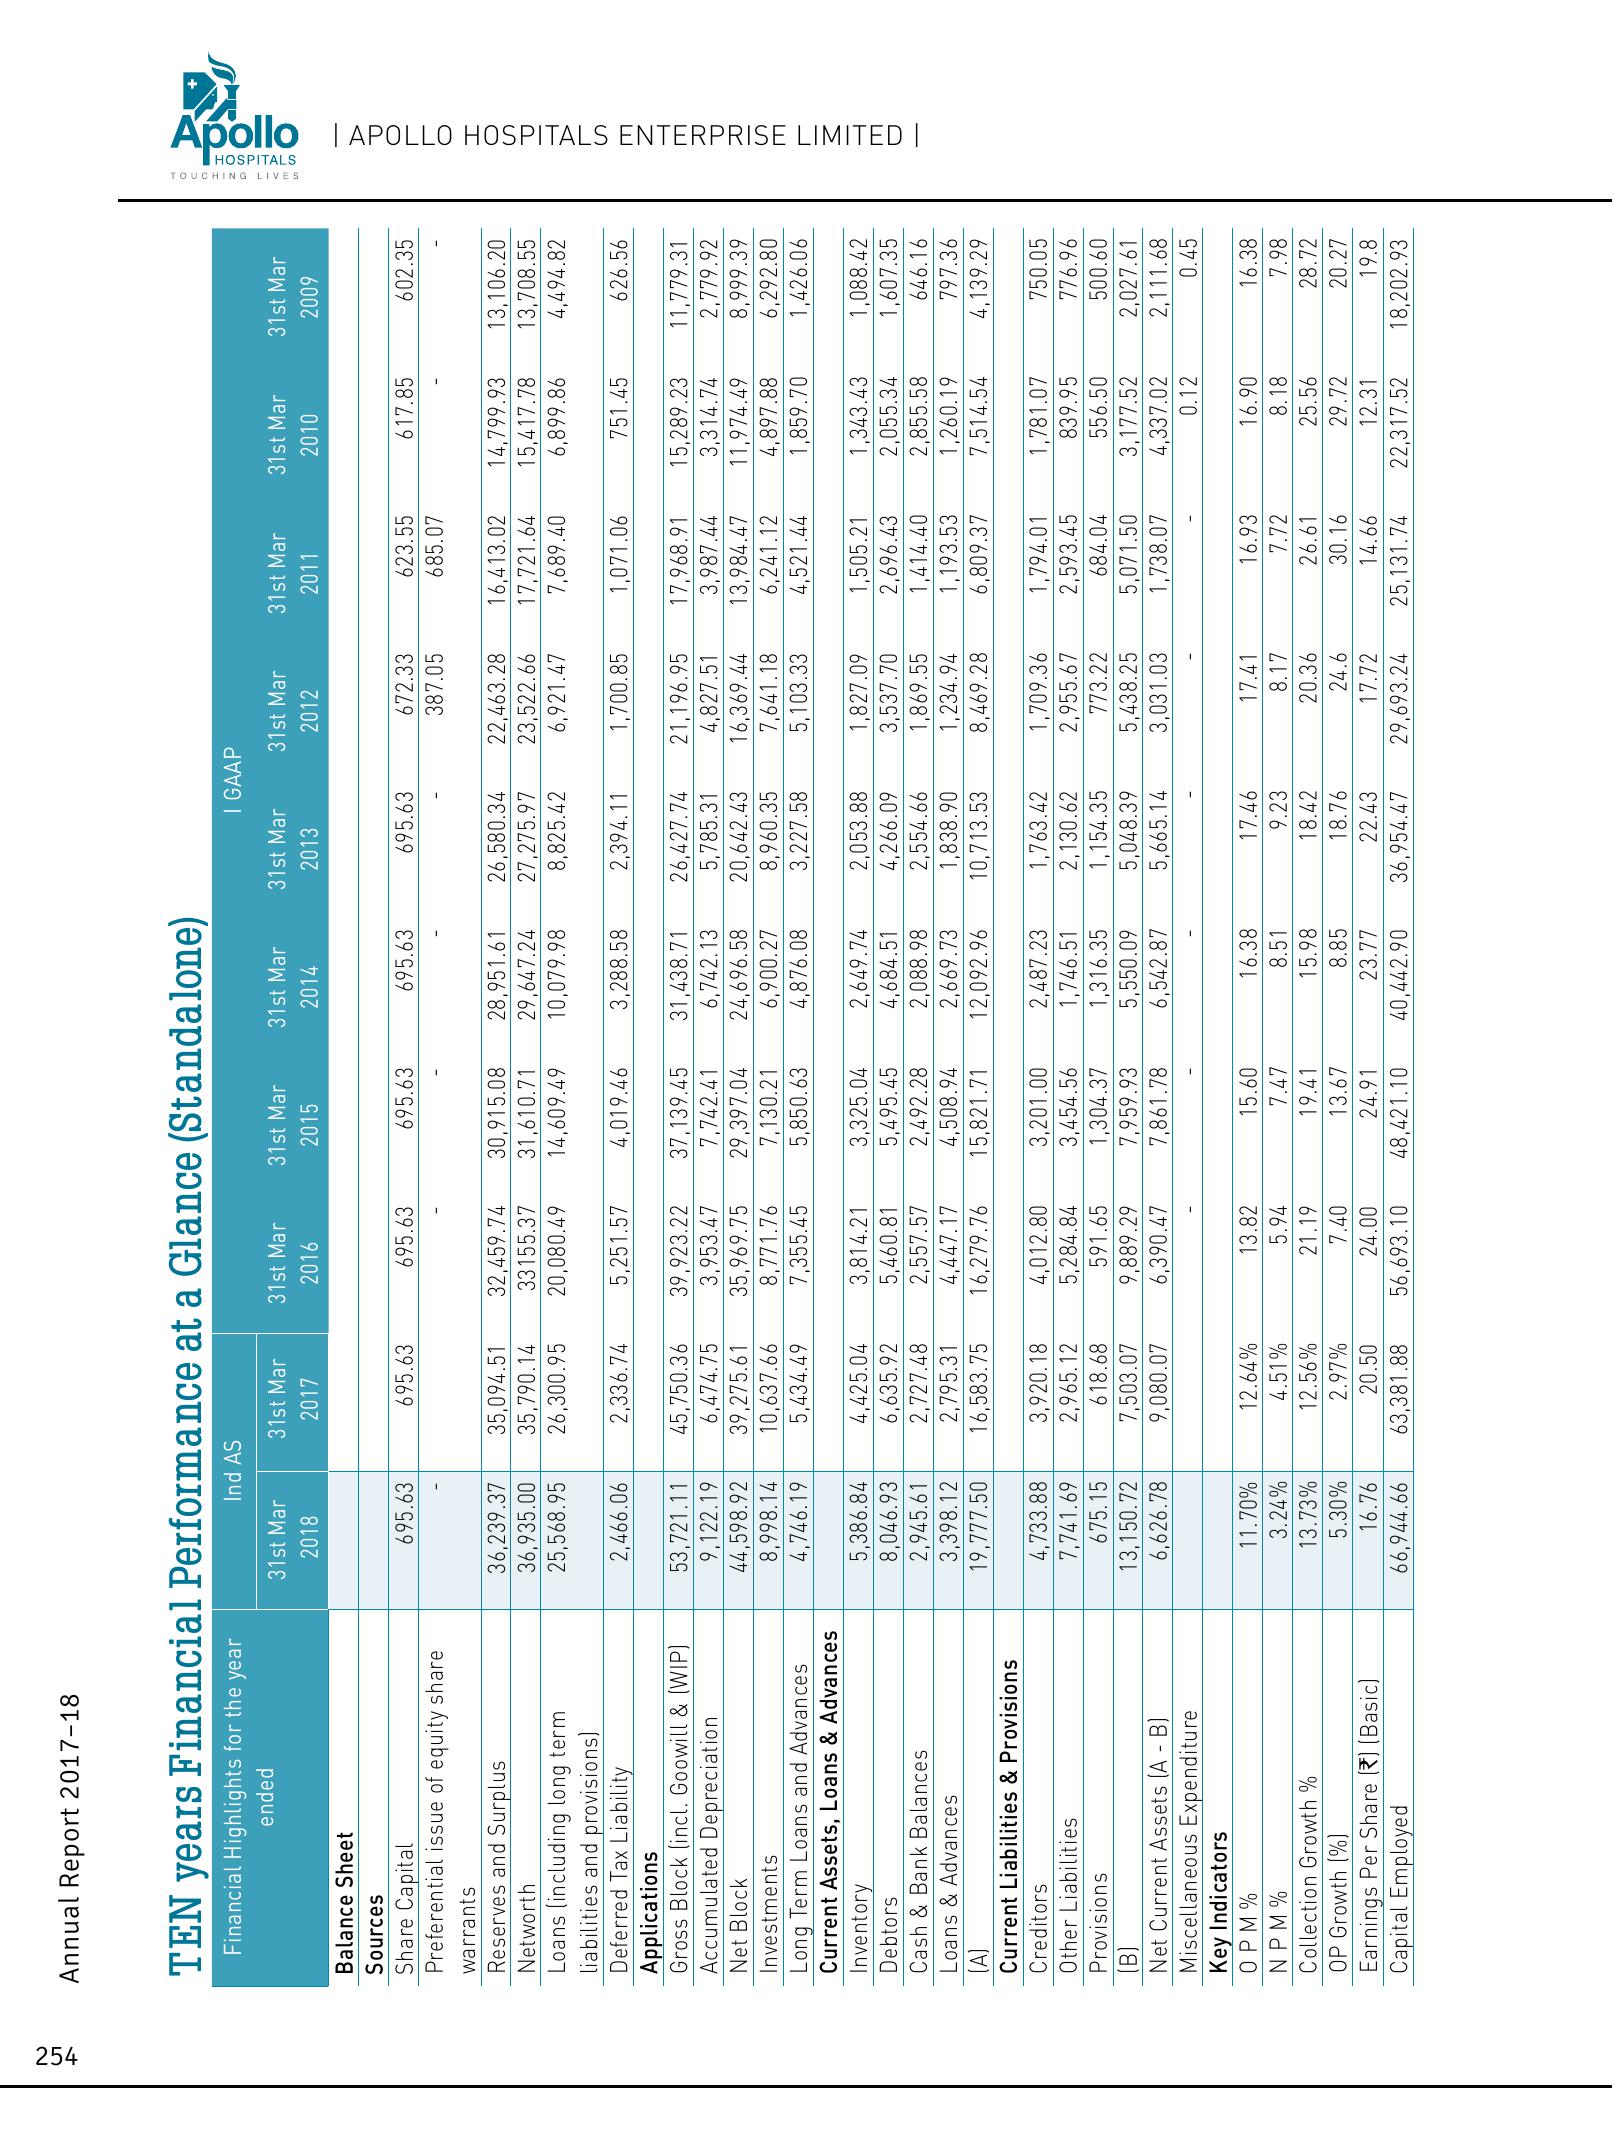 Apollo
HOSPITALS
TOUCHING LIVES
| APOLLO HOSPITALS ENTERPRISE LIMITED |
254
Annual Report 2017–18
TEN years Financial Performance at a Glance (Standalone)
Financial Highlights for the year ended Ind AS I GAAP
31st Mar 2018 31st Mar 2017 31st Mar 2016 31st Mar 2015 31st Mar 2014 31st Mar 2013 31st Mar 2012 31st Mar 2011 31st Mar 2010 31st Mar 2009
Balance Sheet
Sources
Share Capital 695.63 695.63 695.63 695.63 695.63 695.63 672.33 623.55 617.85 602.35
Preferential issue of equity share - - - - - 387.05 685.07 - -
warrants
Reserves and Surplus 36,239.37 35,094.51 32,459.74 30,915.08 28,951.61 26,580.34 22,463.28 16,413.02 14,799.93 13,106.20
Networth 36,935.00 35,790.14 33155.37 31,610.71 29,647.24 27,275.97 23,522.66 17,721.64 15,417.78 13,708.55
Loans (including long term 25,568.95 26,300.95 20,080.49 14,609.49 10,079.98 8,825.42 6,921.47 7,689.40 6,899.86 4,494.82
liabilities and provisions)
Deferred Tax Liability 2,466.06 2,336.74 5,251.57 4,019.46 3,288.58 2,394.11 1,700.85 1,071.06 751.45 626.56
Applications
Gross Block (incl. Goowill & (WIP) 53,721.11 45,750.36 39,923.22 37,139.45 31,438.71 26,427.74 21,196.95 17,968.91 15,289.23 11,779.31
Accumulated Depreciation 9,122.19 6,474.75 3,953.47 7,742.41 6,742.13 5,785.31 4,827.51 3,987.44 3,314.74 2,779.92
Net Block 44,598.92 39,275.61 35,969.75 29,397.04 24,696.58 20,642.43 16,369.44 13,984.47 11,974.49 8,999.39
Investments 8,998.14 10,637.66 8,771.76 7,130.21 6,900.27 8,960.35 7,641.18 6,241.12 4,897.88 6,292.80
Long Term Loans and Advances 4,746.19 5,434.49 7,355.45 5,850.63 4,876.08 3,227.58 5,103.33 4,521.44 1,859.70 1,426.06
Current Assets, Loans & Advances
Inventory 5,386.84 4,425.04 3,814.21 3,325.04 2,649.74 2,053.88 1,827.09 1,505.21 1,343.43 1,088.42
Debtors 8,046.93 6,635.92 5,460.81 5,495.45 4,684.51 4,266.09 3,537.70 2,696.43 2,055.34 1,607.35
Cash & Bank Balances 2,945.61 2,727.48 2,557.57 2,492.28 2,088.98 2,554.66 1,869.55 1,414.40 2,855.58 646.16
Loans & Advances 3,398.12 2,795.31 4,447.17 4,508.94 2,669.73 1,838.90 1,234.94 1,193.53 1,260.19 797.36
(A) 19,777.50 16,583.75 16,279.76 15,821.71 12,092.96 10,713.53 8,469.28 6,809.37 7,514.54 4,139.29
Current Liabilities & Provisions
Creditors 4,733.88 3,920.18 4,012.80 3,201.00 2,487.23 1,763.42 1,709.36 1,794.01 1,781.07 750.05
Other Liabilities 7,741.69 2,965.12 5,284.84 3,454.56 1,746.51 2,130.62 2,955.67 2,593.45 839.95 776.96
Provisions 675.15 618.68 591.65 1,304.37 1,316.35 1,154.35 773.22 684.04 556.50 500.60
(B) 13,150.72 7,503.07 9,889.29 7,959.93 5,550.09 5,048.39 5,438.25 5,071.50 3,177.52 2,027.61
Net Current Assets (A - B) 6,626.78 9,080.07 6,390.47 7,861.78 6,542.87 5,665.14 3,031.03 1,738.07 4,337.02 2,111.68
Miscellaneous Expenditure - - - - - - 0.12 0.45
Key Indicators
O P M % 11.70% 12.64% 13.82 15.60 16.38 17.46 17.41 16.93 16.90 16.38
N P M % 3.24% 4.51% 5.94 7.47 8.51 9.23 8.17 7.72 8.18 7.98
Collection Growth % 13.73% 12.56% 21.19 19.41 15.98 18.42 20.36 26.61 25.56 28.72
OP Growth (%) 5.30% 2.97% 7.40 13.67 8.85 18.76 24.6 30.16 29.72 20.27
Earnings Per Share (₹) (Basic) 16.76 20.50 24.00 24.91 23.77 22.43 17.72 14.66 12.31 19.8
Capital Employed 66,944.66 63,381.88 56,693.10 48,421.10 40,442.90 36,954.47 29,693.24 25,131.74 22,317.52 18,202.93